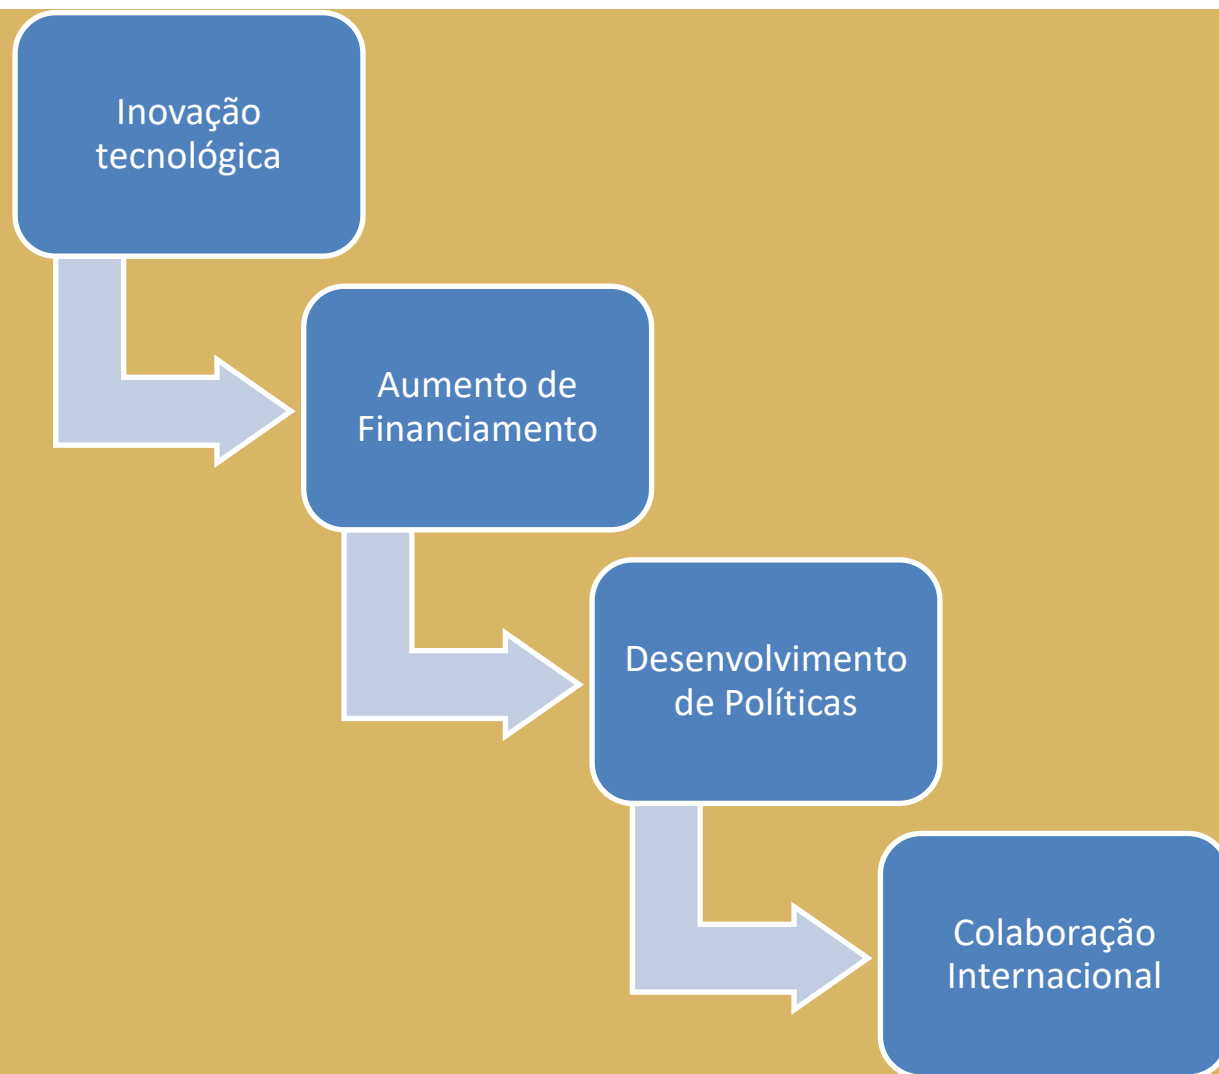 Inovação
tecnológica
Aumento de
Financiamento
Desenvolvimento
de Políticas
Colaboração
Internacional